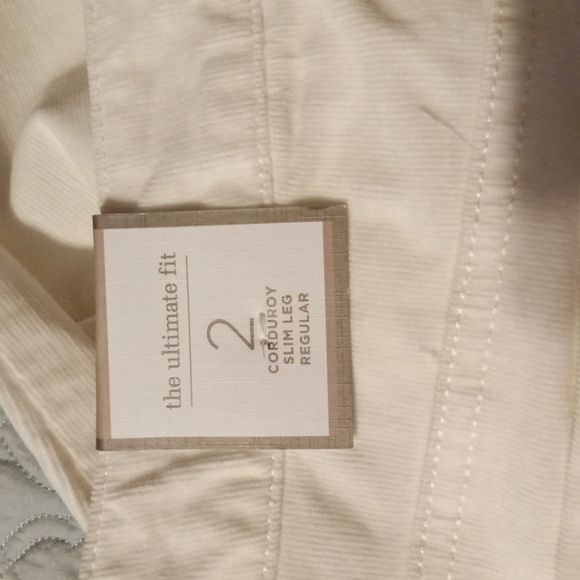 the ultimate fit
2
CORDUROY
SLIM LEG
REGULAR